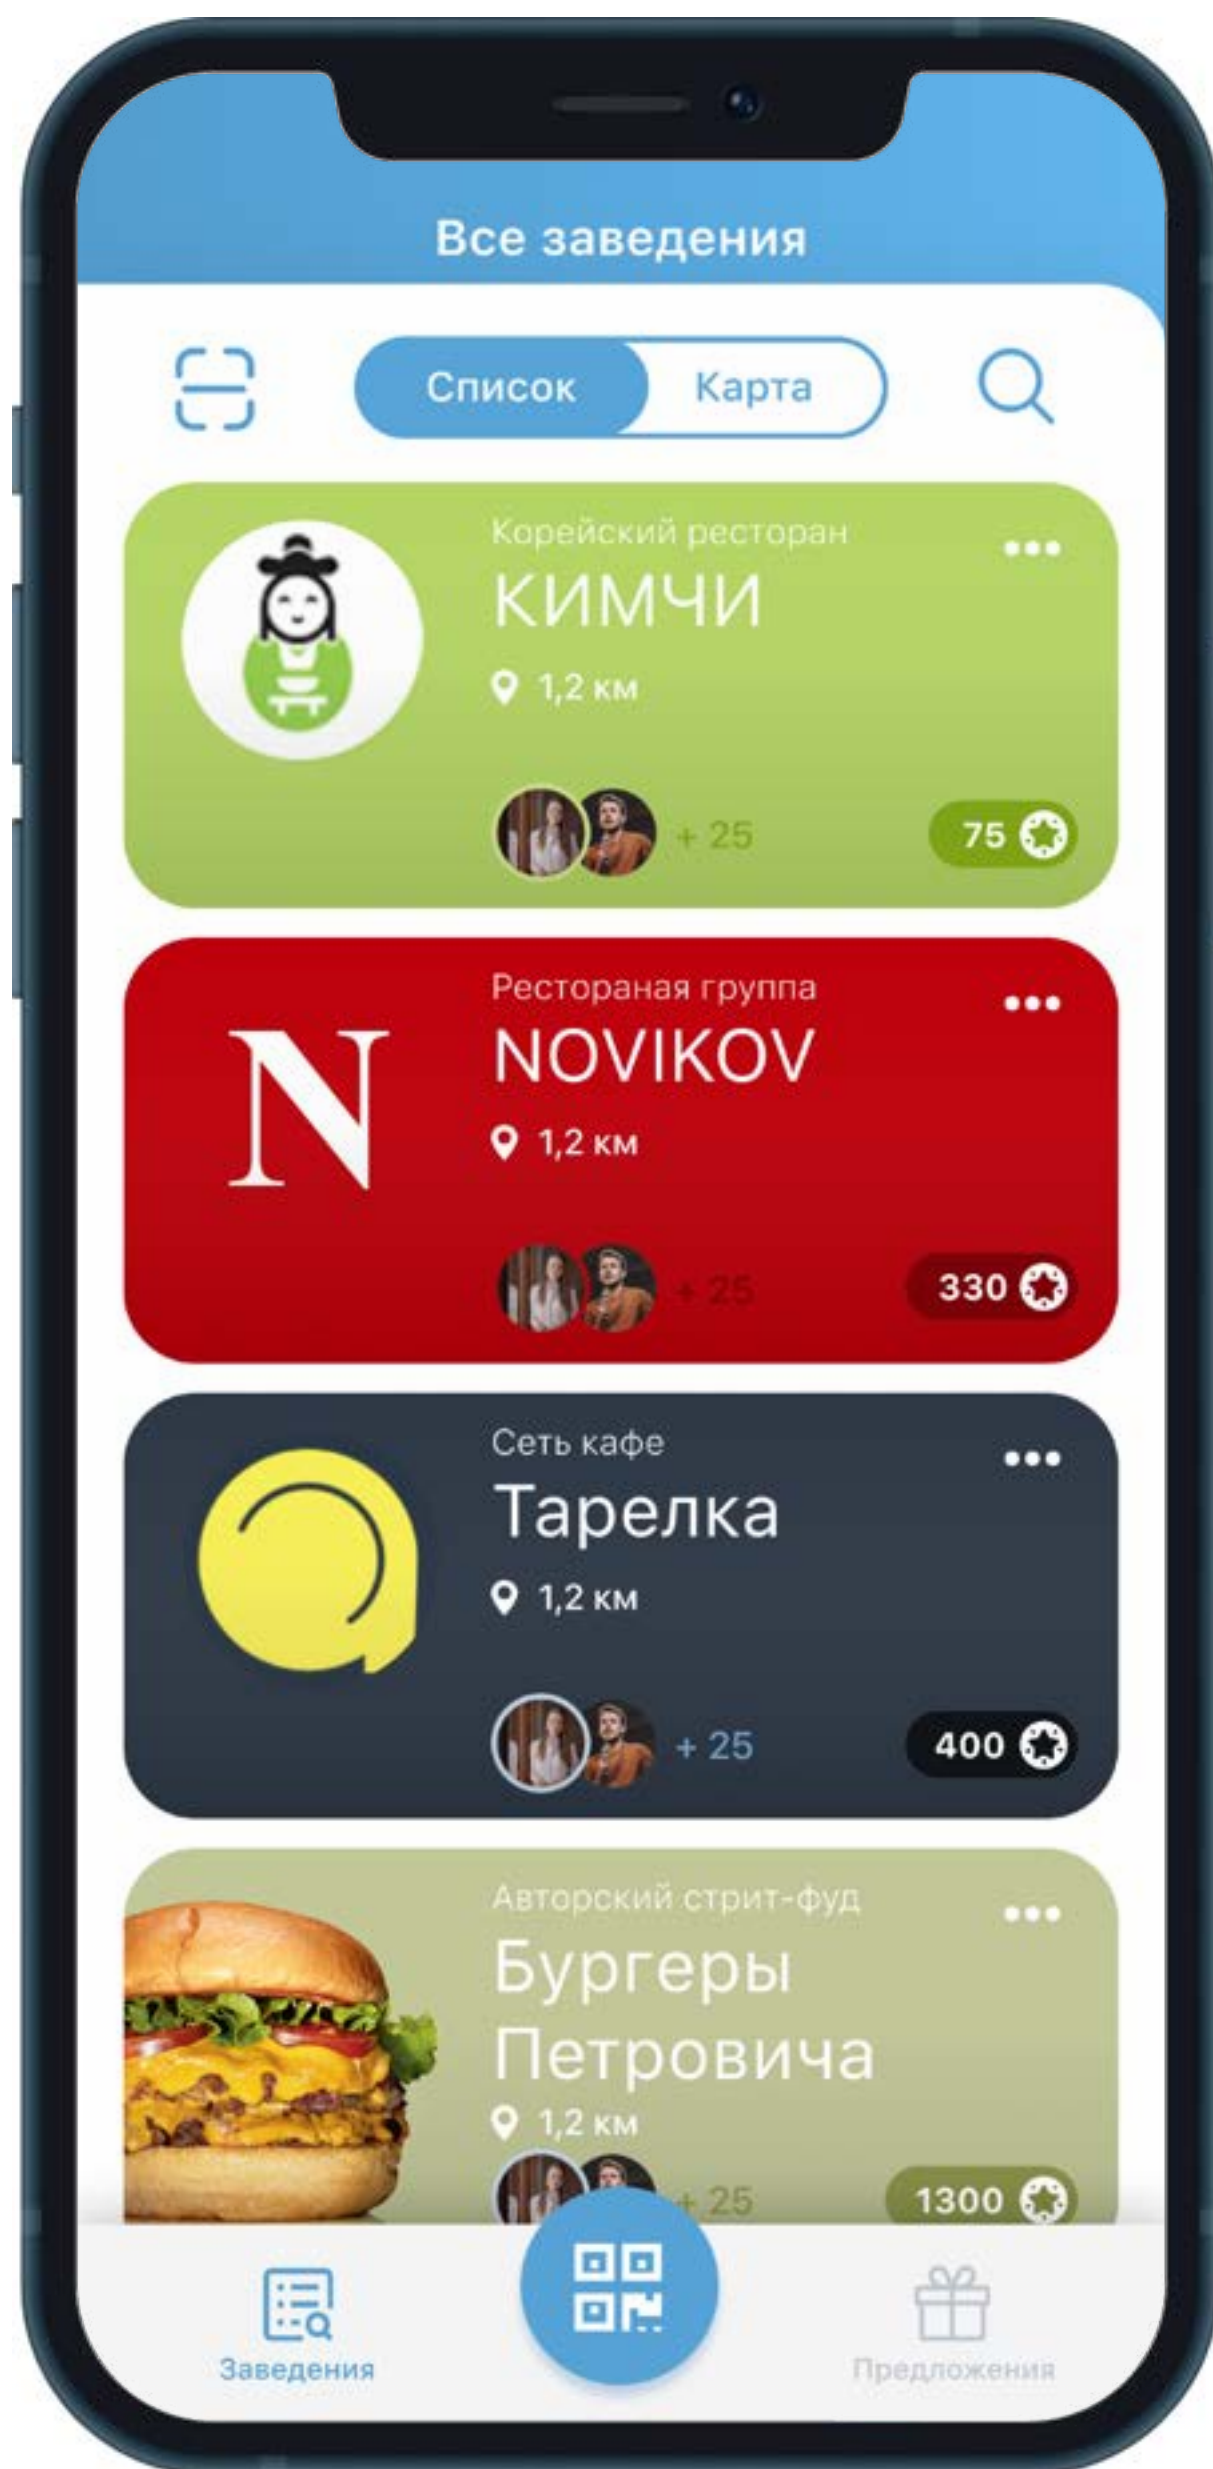 Все заведения
Список
Карта
Корейский ресторан
КИМЧИ
1,2 км
+ 25
75
Рестораная группа
N
NOVIKOV
1,2 км
+ 25
330
Сеть кафе
Тарелка
1,2 км
+ 25
400
Авторский стрит-фуд
Бургеры
Петровича
1,2 км
+ 25
1300
Заведения
Предложения